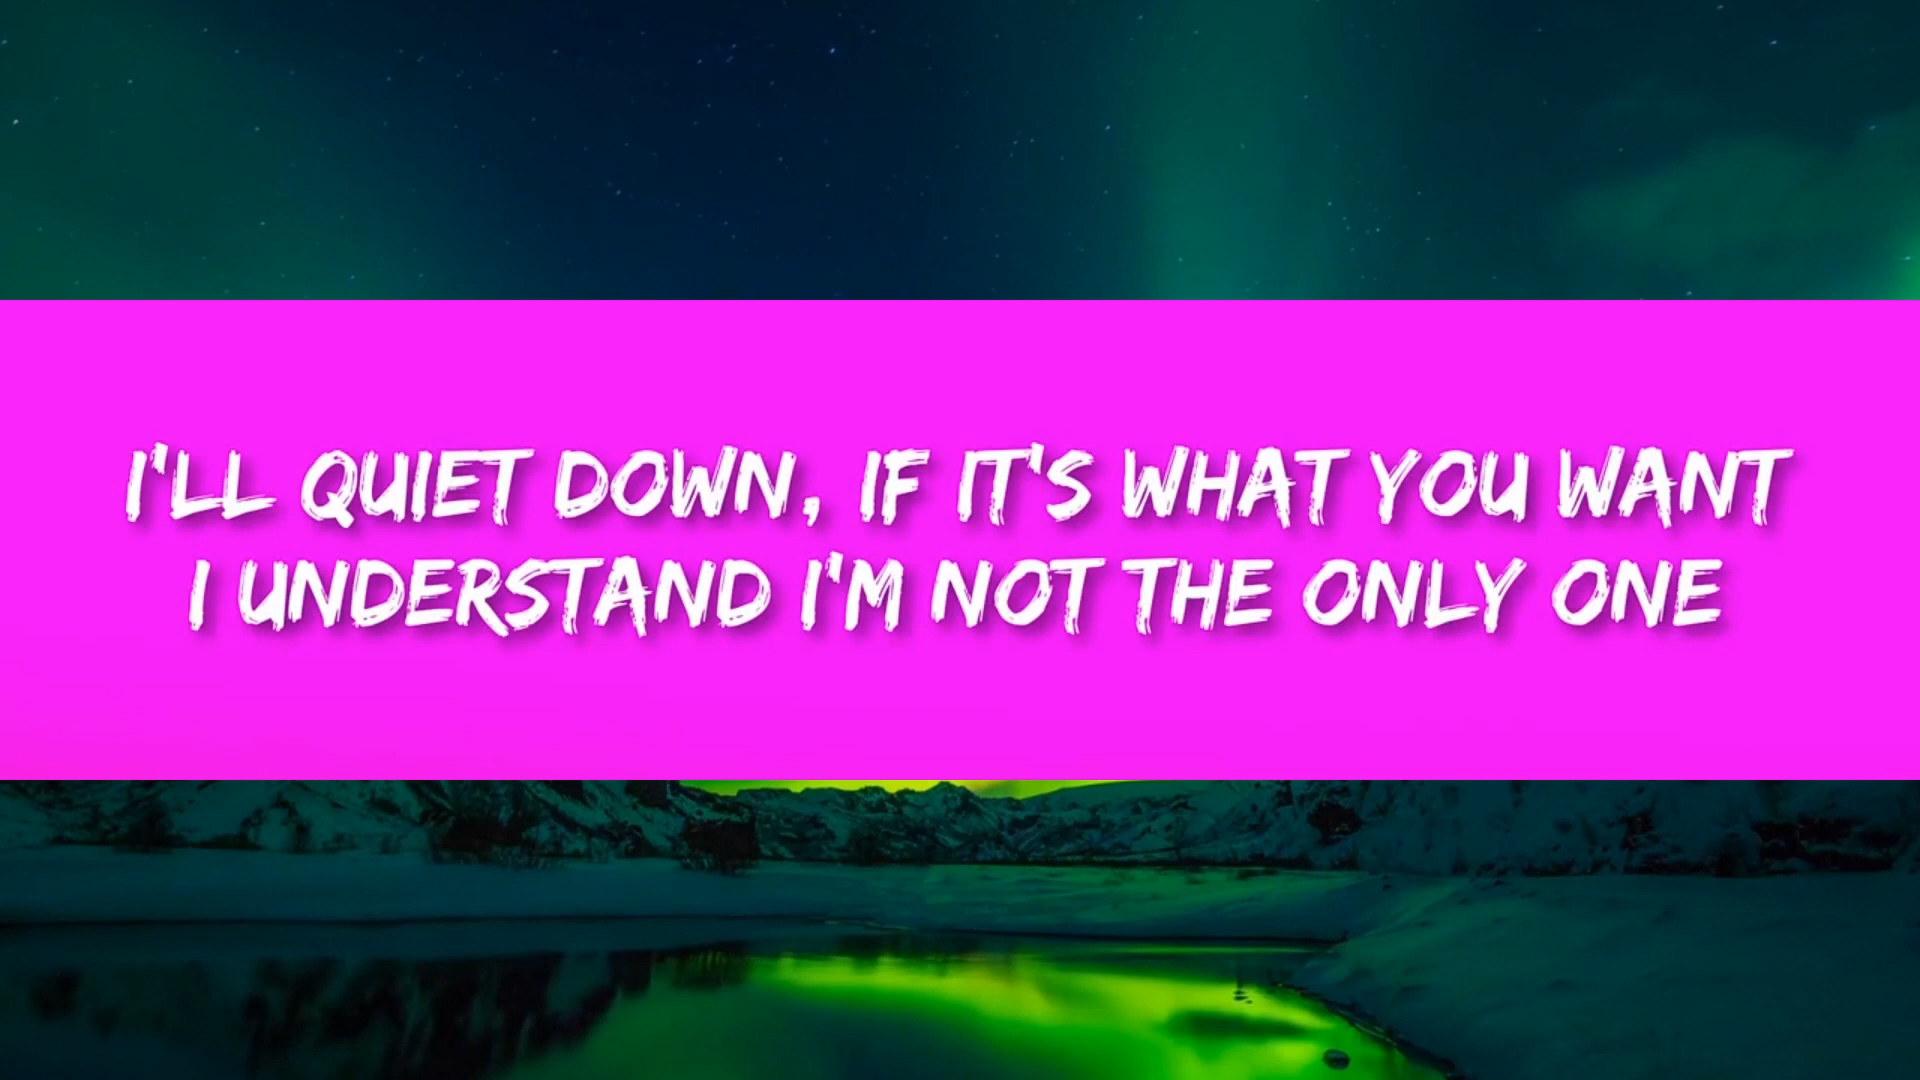 I'LL QUIET DOWN, IF IT'S WHAT YOU WANT
I UNDERSTAND I'M NOT THE ONLY ONE